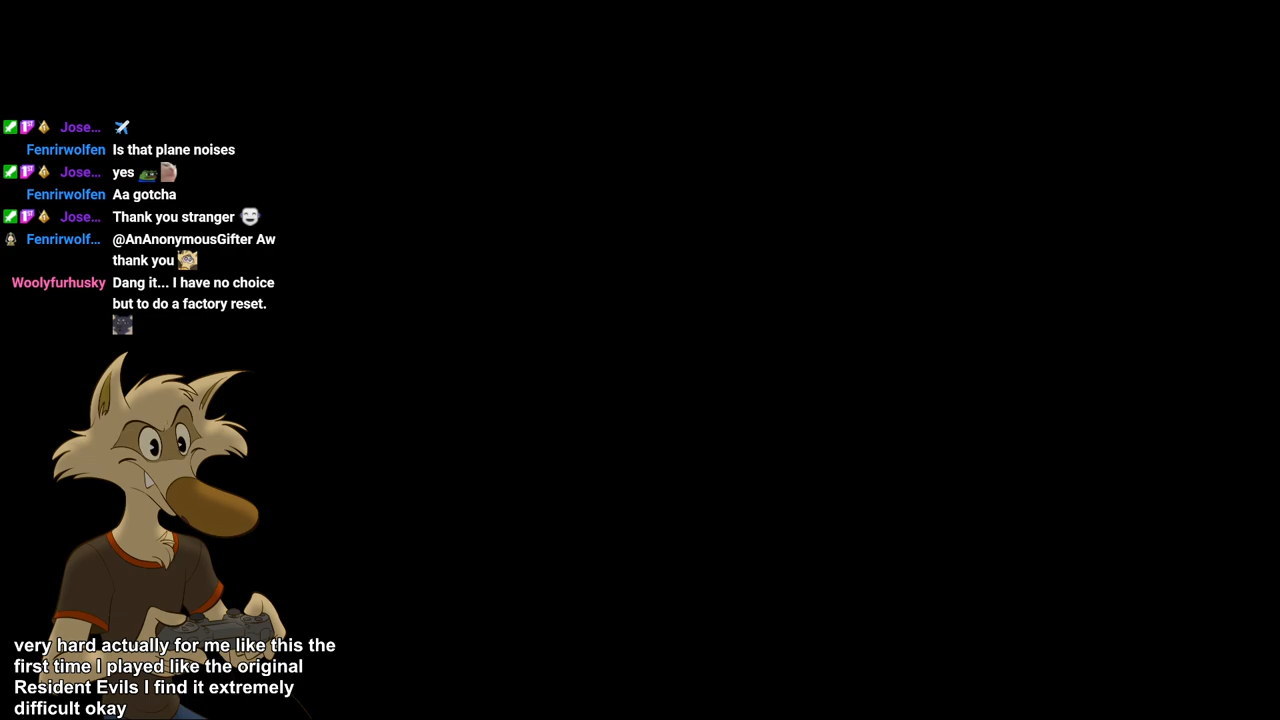 Jose... ✈️
Fenrirwolfen Is that plane noises
Jose... yes
Fenrirwolfen Aa gotcha
Jose... Thank you stranger
Fenrirwolf... @AnAnonymousGifter Aw
thank you
Woolyfurhusky Dang it... I have no choice
but to do a factory reset.
very hard actually for me like this the
first time I played like the original
Resident Evils I find it extremely
difficult okay